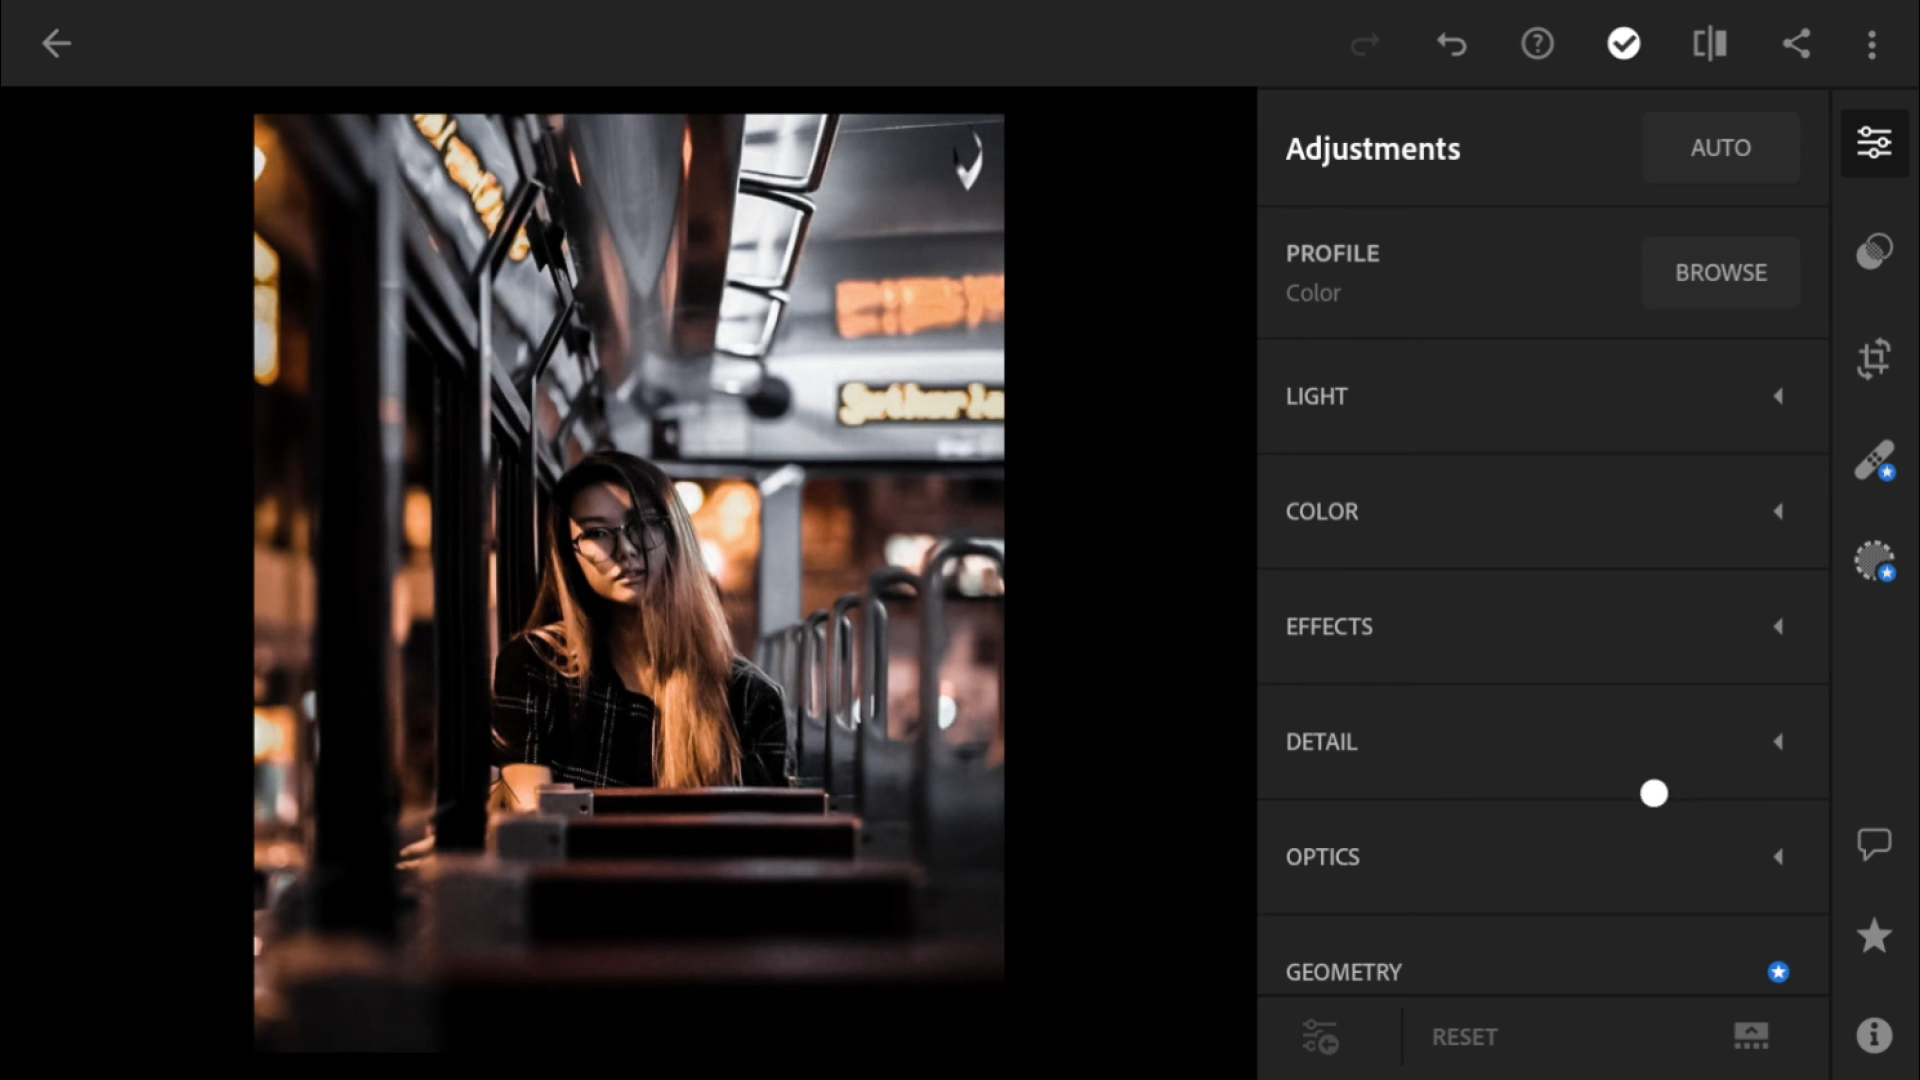 Adjustments
AUTO
PROFILE
Color
BROWSE
LIGHT
COLOR
EFFECTS
DETAIL
OPTICS
GEOMETRY
RESET